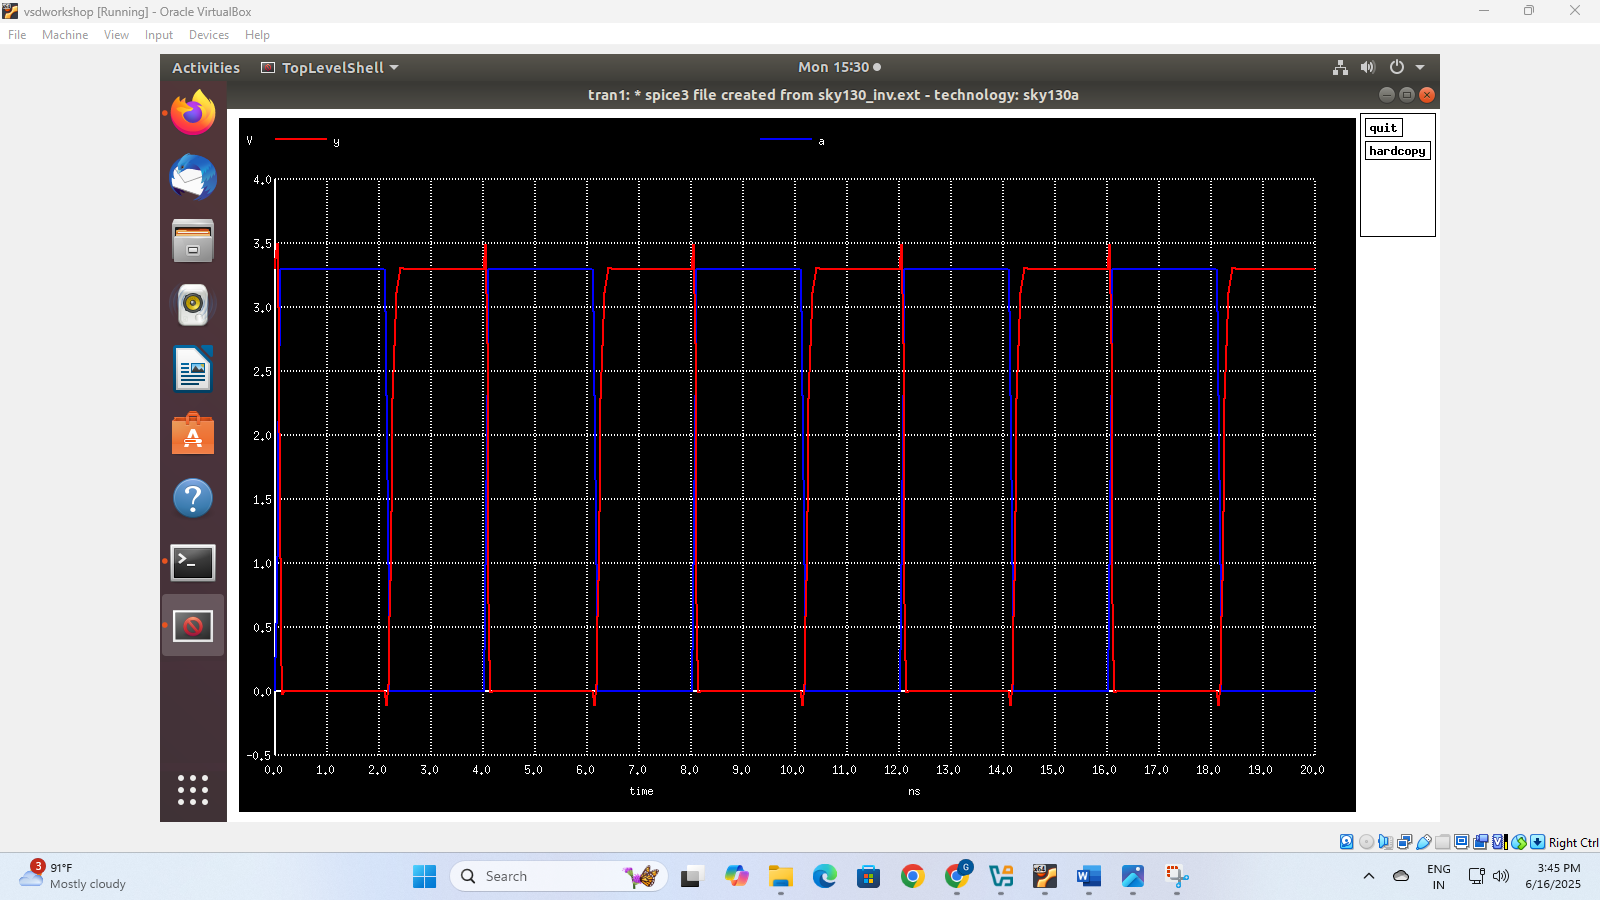 vsdworkshop [Running] - Oracle VirtualBox
File Machine View Input Devices Help
Activities TopLevelShell Mon 15:30
tran1: * spice3 file created from sky130_inv.ext - technology: sky130a
V y a
quit
hardcopy
4.0
3.5
3.0
2.5
2.0
1.5
1.0
0.5
0.0
-0.5
0.0 1.0 2.0 3.0 4.0 5.0 6.0 7.0 8.0 9.0 10.0 11.0 12.0 13.0 14.0 15.0 16.0 17.0 18.0 19.0 20.0
time ns
Right Ctrl
3
91°F
Mostly cloudy
Search
G
x64
ENG
IN
3:45 PM
6/16/2025